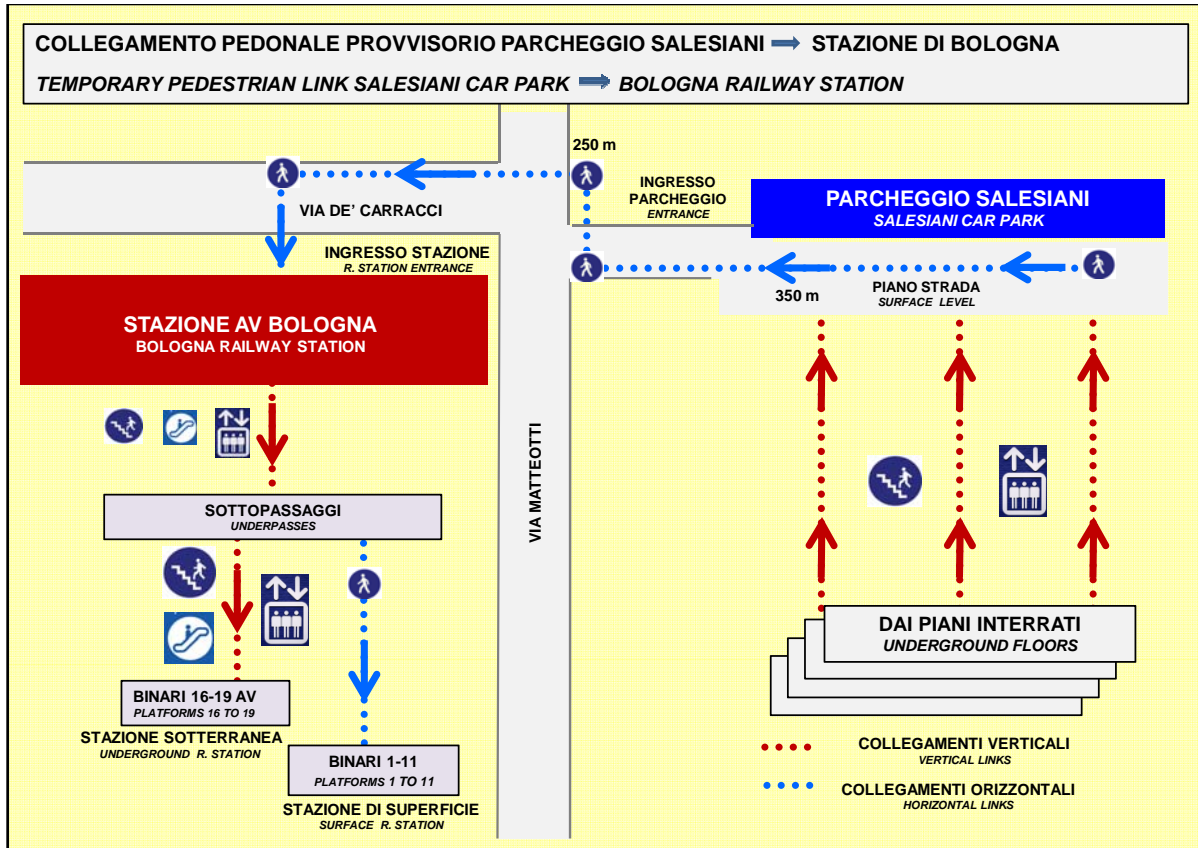 COLLEGAMENTO PEDONALE PROVVISORIO PARCHEGGIO SALESIANI → STAZIONE DI BOLOGNA
TEMPORARY PEDESTRIAN LINK SALESIANI CAR PARK → BOLOGNA RAILWAY STATION
250 m
INGRESSO
PARCHEGGIO
ENTRANCE
PARCHEGGIO SALESIANI
SALESIANI CAR PARK
VIA DE’ CARRACCI
INGRESSO STAZIONE
R. STATION ENTRANCE
PIANO STRADA
SURFACE LEVEL
350 m
STAZIONE AV BOLOGNA
BOLOGNA RAILWAY STATION
VIA MATTEOTTI
SOTTOPASSAGGI
UNDERPASSES
DAI PIANI INTERRATI
UNDERGROUND FLOORS
BINARI 16-19 AV
PLATFORMS 16 TO 19
STAZIONE SOTTERRANEA
UNDERGROUND R. STATION
BINARI 1-11
PLATFORMS 1 TO 11
STAZIONE DI SUPERFICIE
SURFACE R. STATION
COLLEGAMENTI VERTICALI
VERTICAL LINKS
COLLEGAMENTI ORIZZONTALI
HORIZONTAL LINKS